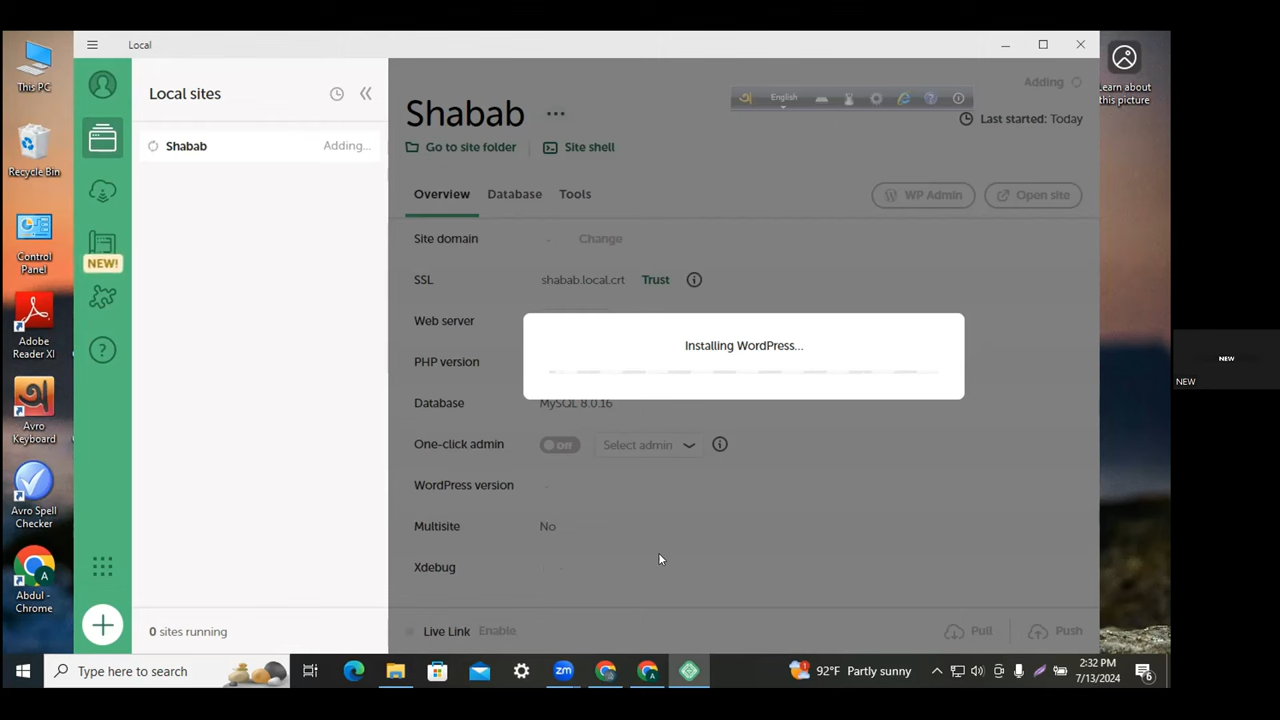 Local
This PC
Recycle Bin
Control
Panel
Adobe
Reader XI
Avro
Keyboard
Avro Spell
Checker
Abdul -
Chrome
Local sites
Shabab Adding...
0 sites running
NEW!
Shabab ...
Adding
English
Last started: Today
Go to site folder
Site shell
Overview Database Tools
WP Admin
Open site
Site domain Change
SSL shabab.local.crt Trust
Web server
Installing WordPress...
PHP version
Database MySQL 8.0.16
One-click admin Off Select admin
WordPress version
Multisite No
Xdebug
Live Link Enable
Pull
Push
Learn about
this picture
NEW
NEW
Type here to search
zm
A
92°F Partly sunny
2:32 PM
7/13/2024
6